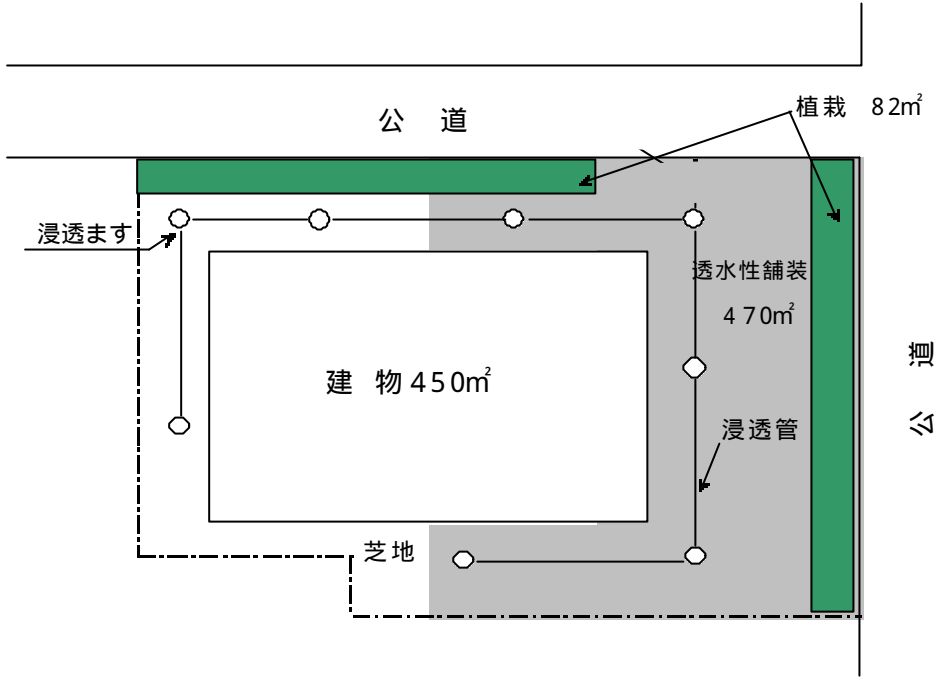 公 道
植栽 82㎡
浸透ます
透水性舗装
470㎡
建 物450㎡
公 道
浸透管
芝地